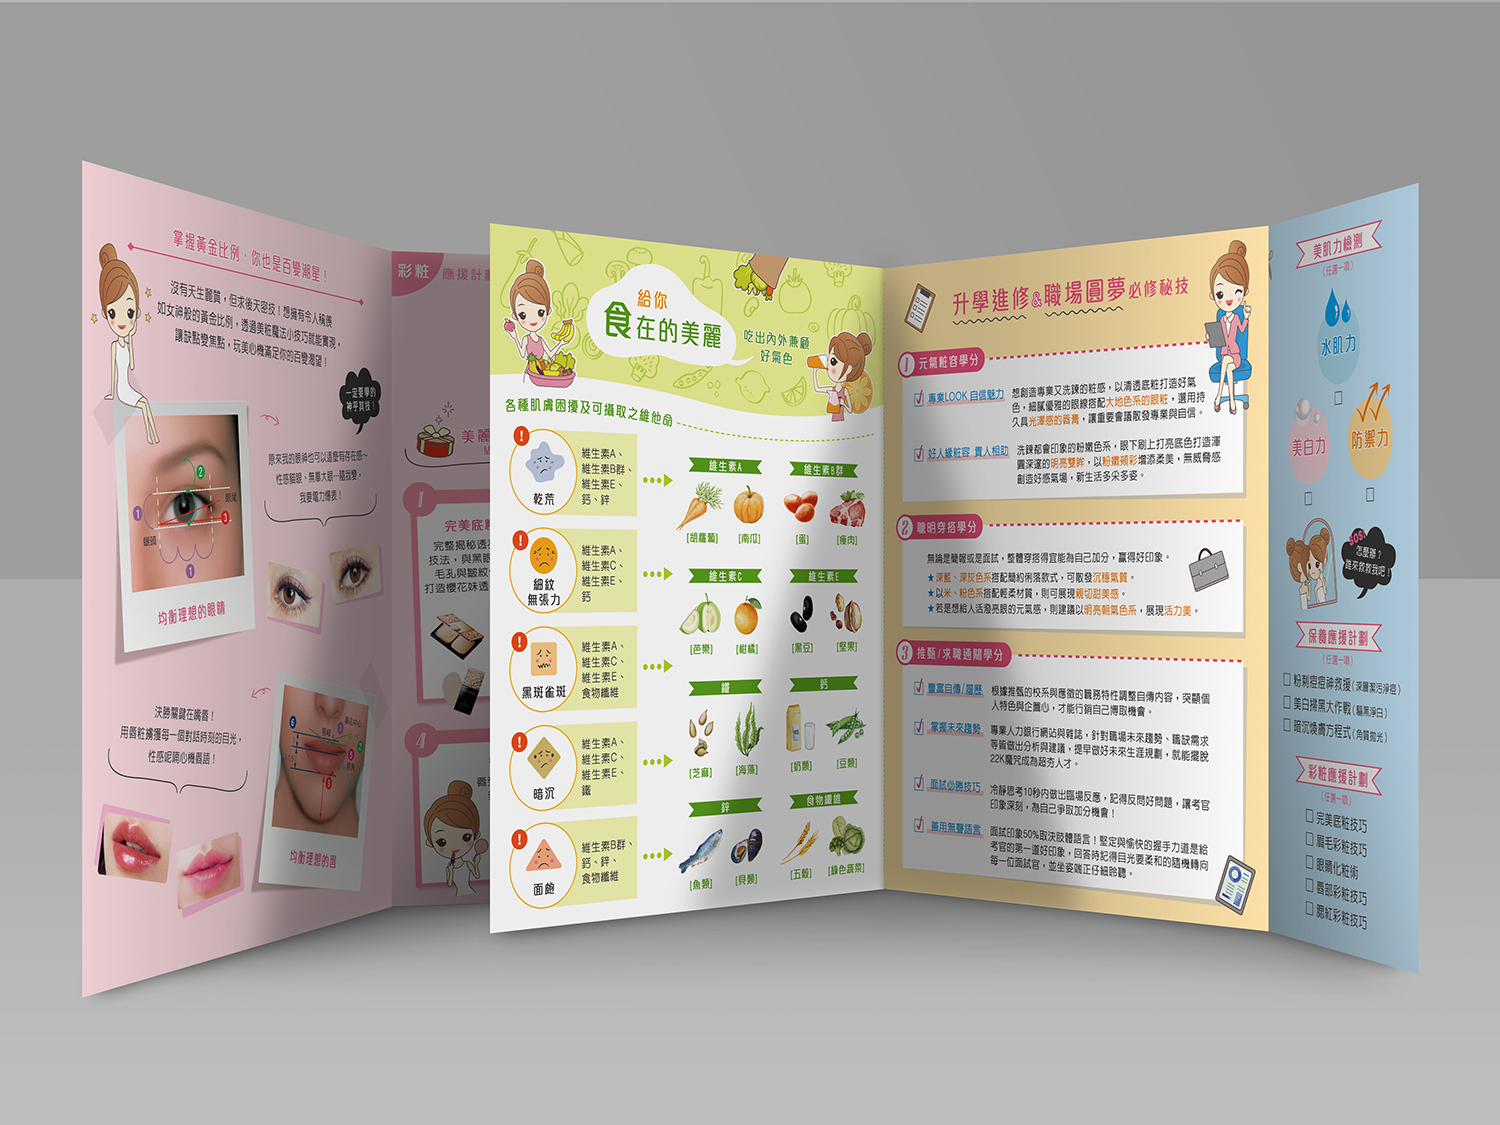 掌握黃金比例，你也是百變潮星！
沒有天生麗質，但求後天密技！想擁有令人稱羨
如女神般的黃金比例，透過美粧魔法小技巧就能實現，
讓缺點變焦點，玩美心機滿足你的百變渴望！
一定要學的
神乎其技！
原來我的眼神也可以這麼有存在感～
性感貓眼、無辜大眼一種我變，
我要電力爆表！
眼尾
眼頭
1
2
3
1
均衡理想的眼睛
決勝關鍵在嘴唇！
用唇粧擄獲每一個對話時刻的目光，
性感呢喃心機唇語！
均衡理想的唇
彩粧
應援計劃
美麗
1
完美底粧
完整揭秘透
技法，與黑眼
毛孔與皺紋
打造櫻花妹透
4
給你
食在的美麗
吃出內外兼顧
好氣色
各種肌膚困擾及可攝取之維他命
乾荒
維生素A、
維生素B群、
維生素E、
鈣、鋅
細紋
無張力
維生素A、
維生素C、
維生素E、
鈣
黑斑雀斑
維生素A、
維生素C、
維生素E、
食物纖維
暗沉
維生素A、
維生素C、
維生素E、
鐵
面皰
維生素B群、
鈣、鋅、
食物纖維
維生素A
[胡蘿蔔]
[南瓜]
維生素B群
[蛋]
[瘦肉]
維生素C
[芭樂]
[柑橘]
維生素E
[黑豆]
[堅果]
鐵
[芝麻]
[海藻]
鈣
[奶類]
[豆類]
鋅
[魚類]
[貝類]
食物纖維
[五穀]
[綠色蔬菜]
升學進修&職場圓夢必修祕技
1 元氣粧容學分
專業LOOK 自信魅力
想創造專業又洗鍊的粧感，以清透底粧打造好氣
色，細膩優雅的眼線搭配大地色系的眼粧，選用持
久具光澤感的唇膏，讓重要會議散發專業與自信。
好人緣粧容 貴人相助
洗鍊都會印象的粉嫩色系，眼下刷上打亮底色打造渾
圓深邃的明亮雙眸，以粉嫩頰彩增添柔美，無威脅感
創造好感氣場，新生活多采多姿。
2 聰明穿搭學分
無論是簡報或是面試，整體穿搭得宜能為自己加分，贏得好印象。
★深藍、深灰色系搭配簡約俐落款式，可散發沉穩氣質。
★以米、粉色系搭配輕柔材質，則可展現親切甜美感。
★若是想給人活潑亮眼的元氣感，則建議以明亮朝氣色系，展現活力美。
3 推甄/求職通關學分
豐富自傳/履歷
根據推甄的校系與應徵的職務特性調整自傳內容，突顯個
人特色與企圖心，才能行銷自己博取機會。
掌握未來趨勢
專業人力銀行網站與雜誌，針對職場未來趨勢、職缺需求
等皆做出分析與建議，提早做好未來生涯規劃，就能擺脫
22K魔咒成為超夯人才。
面試必勝技巧
冷靜思考10秒內做出臨場反應，記得反問好問題，讓考官
印象深刻，為自己爭取加分機會！
善用無聲語言
面試印象50%取決肢體語言！堅定與愉快的握手力道是給
考官的第一道好印象，回答時記得目光要柔和的隨機轉向
每一位面試官，並坐姿端正仔細聆聽。
美肌力檢測
（任選一項）
水肌力
美白力
防禦力
SOS!
怎麼辦？
誰來救救我吧！
保養應援計劃
（任選一項）
粉刺痘痘神救援（深層潔污淨痘）
美白掃黑大作戰（驅黑淨白）
暗沉煥膚方程式（角質拋光）
彩粧應援計劃
（任選一項）
完美底粧技巧
眉毛彩粧技巧
眼睛化粧術
唇部彩粧技巧
腮紅彩粧技巧